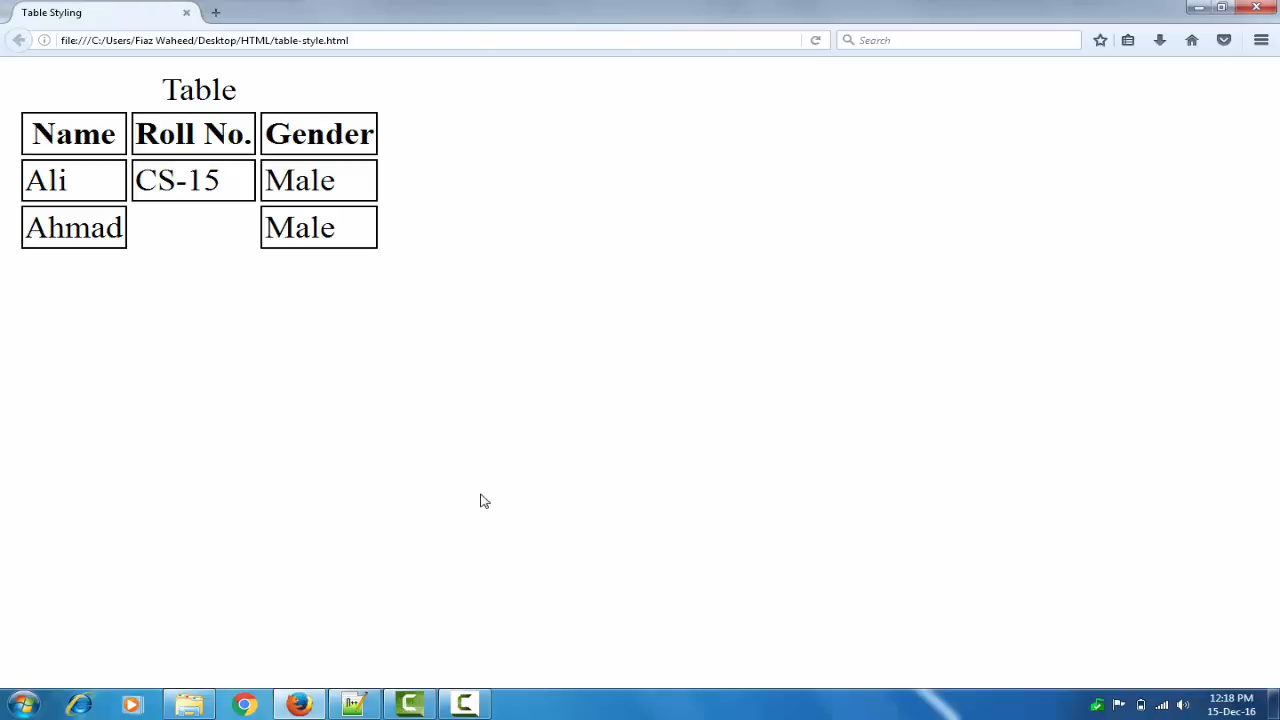 Table Styling
file:///C:/Users/Fiaz Waheed/Desktop/HTML/table-style.html
Search
Table
Name Roll No. Gender
Ali CS-15 Male
Ahmad Male
12:18 PM
15-Dec-16